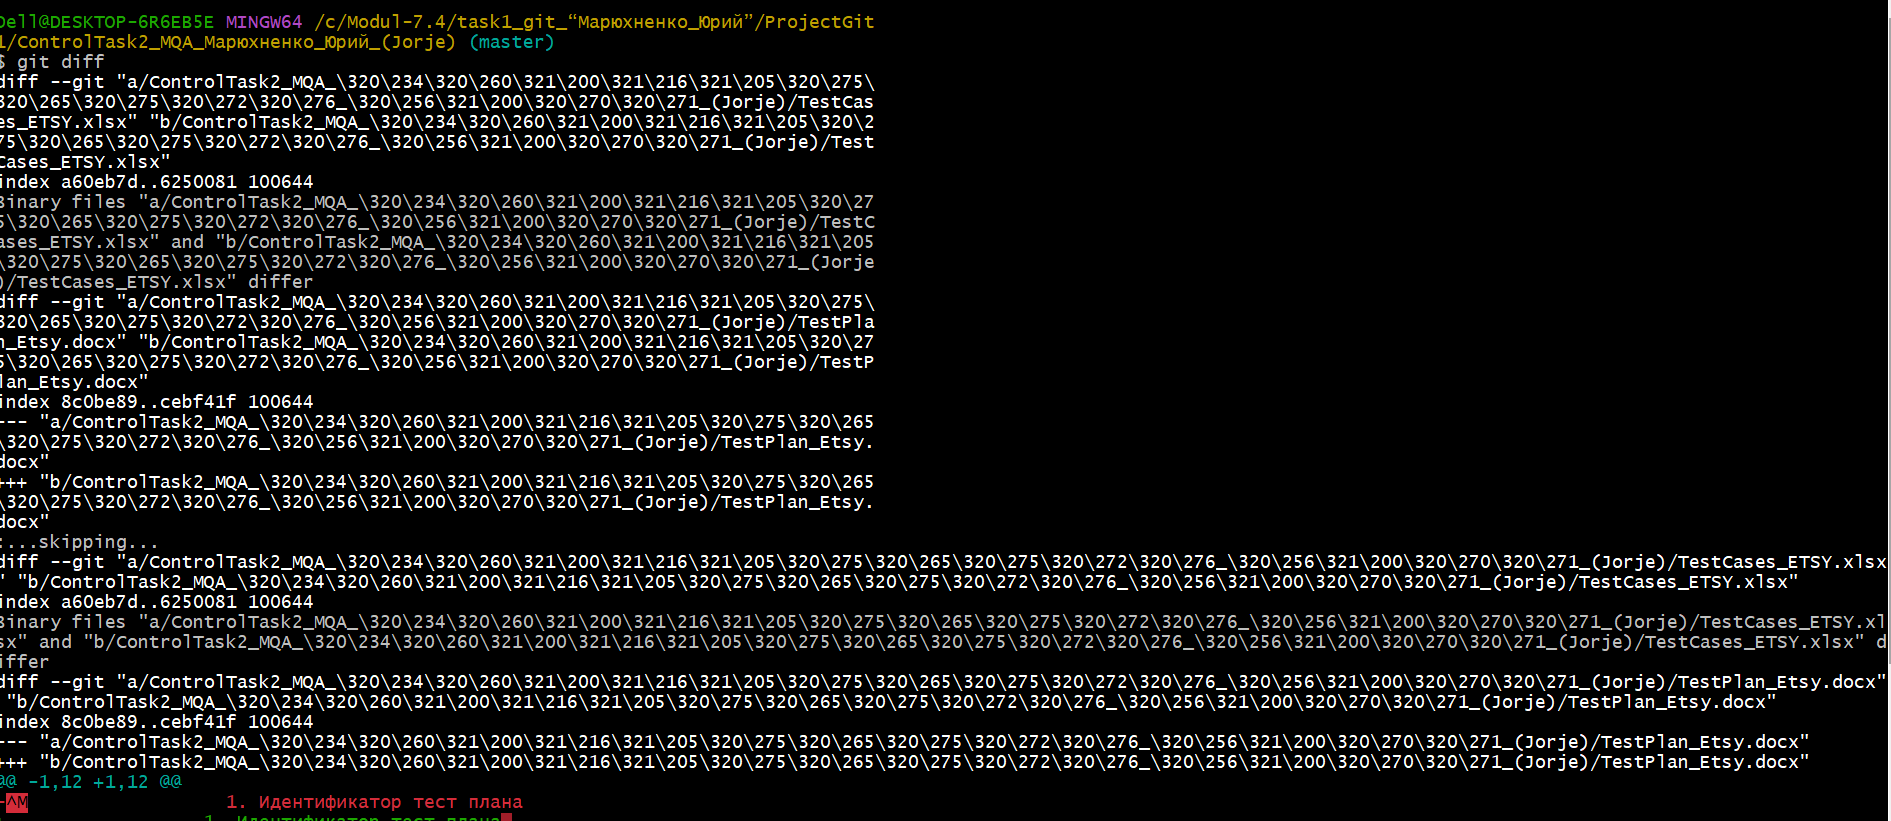 Dell@DESKTOP-6R6EB5E MINGW64 /c/Modul-7.4/task1_git_“Марюхненко_Юрий”/ProjectGit
1/ControlTask2_MQA_Марюхненко_Юрий_(Jorje) (master)
$ git diff
diff --git "a/ControlTask2_MQA_\320\234\320\260\321\200\321\216\321\205\320\275\
320\265\320\275\320\272\320\276_\320\256\321\200\320\270\320\271_(Jorje)/TestCas
es_ETSY.xlsx" "b/ControlTask2_MQA_\320\234\320\260\321\200\321\216\321\205\320\2
75\320\265\320\275\320\272\320\276_\320\256\321\200\320\270\320\271_(Jorje)/Test
Cases_ETSY.xlsx"
index a60eb7d..6250081 100644
Binary files "a/ControlTask2_MQA_\320\234\320\260\321\200\321\216\321\205\320\27
5\320\265\320\275\320\272\320\276_\320\256\321\200\320\270\320\271_(Jorje)/TestC
ases_ETSY.xlsx" and "b/ControlTask2_MQA_\320\234\320\260\321\200\321\216\321\205
\320\275\320\265\320\275\320\272\320\276_\320\256\321\200\320\270\320\271_(Jorje
)/TestCases_ETSY.xlsx" differ
diff --git "a/ControlTask2_MQA_\320\234\320\260\321\200\321\216\321\205\320\275\
320\265\320\275\320\272\320\276_\320\256\321\200\320\270\320\271_(Jorje)/TestPla
n_Etsy.docx" "b/ControlTask2_MQA_\320\234\320\260\321\200\321\216\321\205\320\27
5\320\265\320\275\320\272\320\276_\320\256\321\200\320\270\320\271_(Jorje)/TestP
lan_Etsy.docx"
index 8c0be89..cebf41f 100644
--- "a/ControlTask2_MQA_\320\234\320\260\321\200\321\216\321\205\320\275\320\265
\320\275\320\272\320\276_\320\256\321\200\320\270\320\271_(Jorje)/TestPlan_Etsy.
docx"
+++ "b/ControlTask2_MQA_\320\234\320\260\321\200\321\216\321\205\320\275\320\265
\320\275\320\272\320\276_\320\256\321\200\320\270\320\271_(Jorje)/TestPlan_Etsy.
docx"
:...skipping...
diff --git "a/ControlTask2_MQA_\320\234\320\260\321\200\321\216\321\205\320\275\320\265\320\275\320\272\320\276_\320\256\321\200\320\270\320\271_(Jorje)/TestCases_ETSY.xlsx
" "b/ControlTask2_MQA_\320\234\320\260\321\200\321\216\321\205\320\275\320\265\320\275\320\272\320\276_\320\256\321\200\320\270\320\271_(Jorje)/TestCases_ETSY.xlsx"
index a60eb7d..6250081 100644
Binary files "a/ControlTask2_MQA_\320\234\320\260\321\200\321\216\321\205\320\275\320\265\320\275\320\272\320\276_\320\256\321\200\320\270\320\271_(Jorje)/TestCases_ETSY.xl
sx" and "b/ControlTask2_MQA_\320\234\320\260\321\200\321\216\321\205\320\275\320\265\320\275\320\272\320\276_\320\256\321\200\320\270\320\271_(Jorje)/TestCases_ETSY.xlsx" d
iffer
diff --git "a/ControlTask2_MQA_\320\234\320\260\321\200\321\216\321\205\320\275\320\265\320\275\320\272\320\276_\320\256\321\200\320\270\320\271_(Jorje)/TestPlan_Etsy.docx"
"b/ControlTask2_MQA_\320\234\320\260\321\200\321\216\321\205\320\275\320\265\320\275\320\272\320\276_\320\256\321\200\320\270\320\271_(Jorje)/TestPlan_Etsy.docx"
index 8c0be89..cebf41f 100644
--- "a/ControlTask2_MQA_\320\234\320\260\321\200\321\216\321\205\320\275\320\265\320\275\320\272\320\276_\320\256\321\200\320\270\320\271_(Jorje)/TestPlan_Etsy.docx"
+++ "b/ControlTask2_MQA_\320\234\320\260\321\200\321\216\321\205\320\275\320\265\320\275\320\272\320\276_\320\256\321\200\320\270\320\271_(Jorje)/TestPlan_Etsy.docx"
@@ -1,12 +1,12 @@
-^M 1. Идентификатор тест плана
1. Идентификатор тест плана